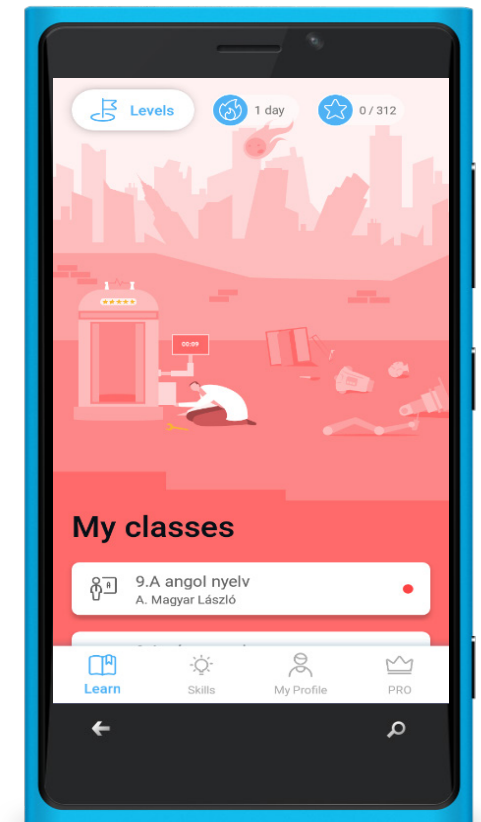 Levels
1 day
0 / 312
00:09
My classes
9.A angol nyelv
A. Magyar László
Learn
Skills
My Profile
PRO